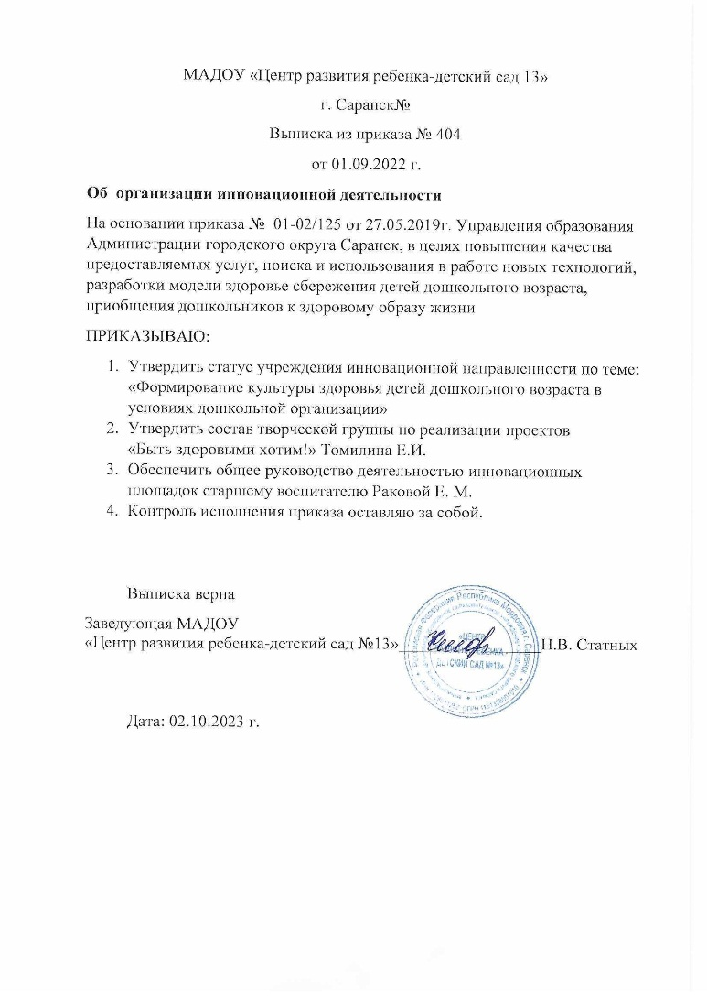 МАДОУ «Центр развития ребенка-детский сад 13»
г. Саранск№
Выписка из приказа № 404
от 01.09.2022 г.
Об организации инновационной деятельности
На основании приказа № 01-02/125 от 27.05.2019г. Управления образования
Администрации городского округа Саранск, в целях повышения качества
предоставляемых услуг, поиска и использования в работе новых технологий,
разработки модели здоровье сбережения детей дошкольного возраста,
приобщения дошкольников к здоровому образу жизни
ПРИКАЗЫВАЮ:
1. Утвердить статус учреждения инновационной направленности по теме:
«Формирование культуры здоровья детей дошкольного возраста в
условиях дошкольной организации»
2. Утвердить состав творческой группы по реализации проектов
«Быть здоровыми хотим!» Томилина Е.И.
3. Обеспечить общее руководство деятельностью инновационных
площадок старшему воспитателю Раковой Е. М.
4. Контроль исполнения приказа оставляю за собой.
Выписка верна
Заведующая МАДОУ
«Центр развития ребенка-детский сад №13» Н.В. Статных
Федерация Республика Мордовия г. Саранск
«ЦЕНТР
ДЕТСКИЙ САД №13»
Дата: 02.10.2023 г.